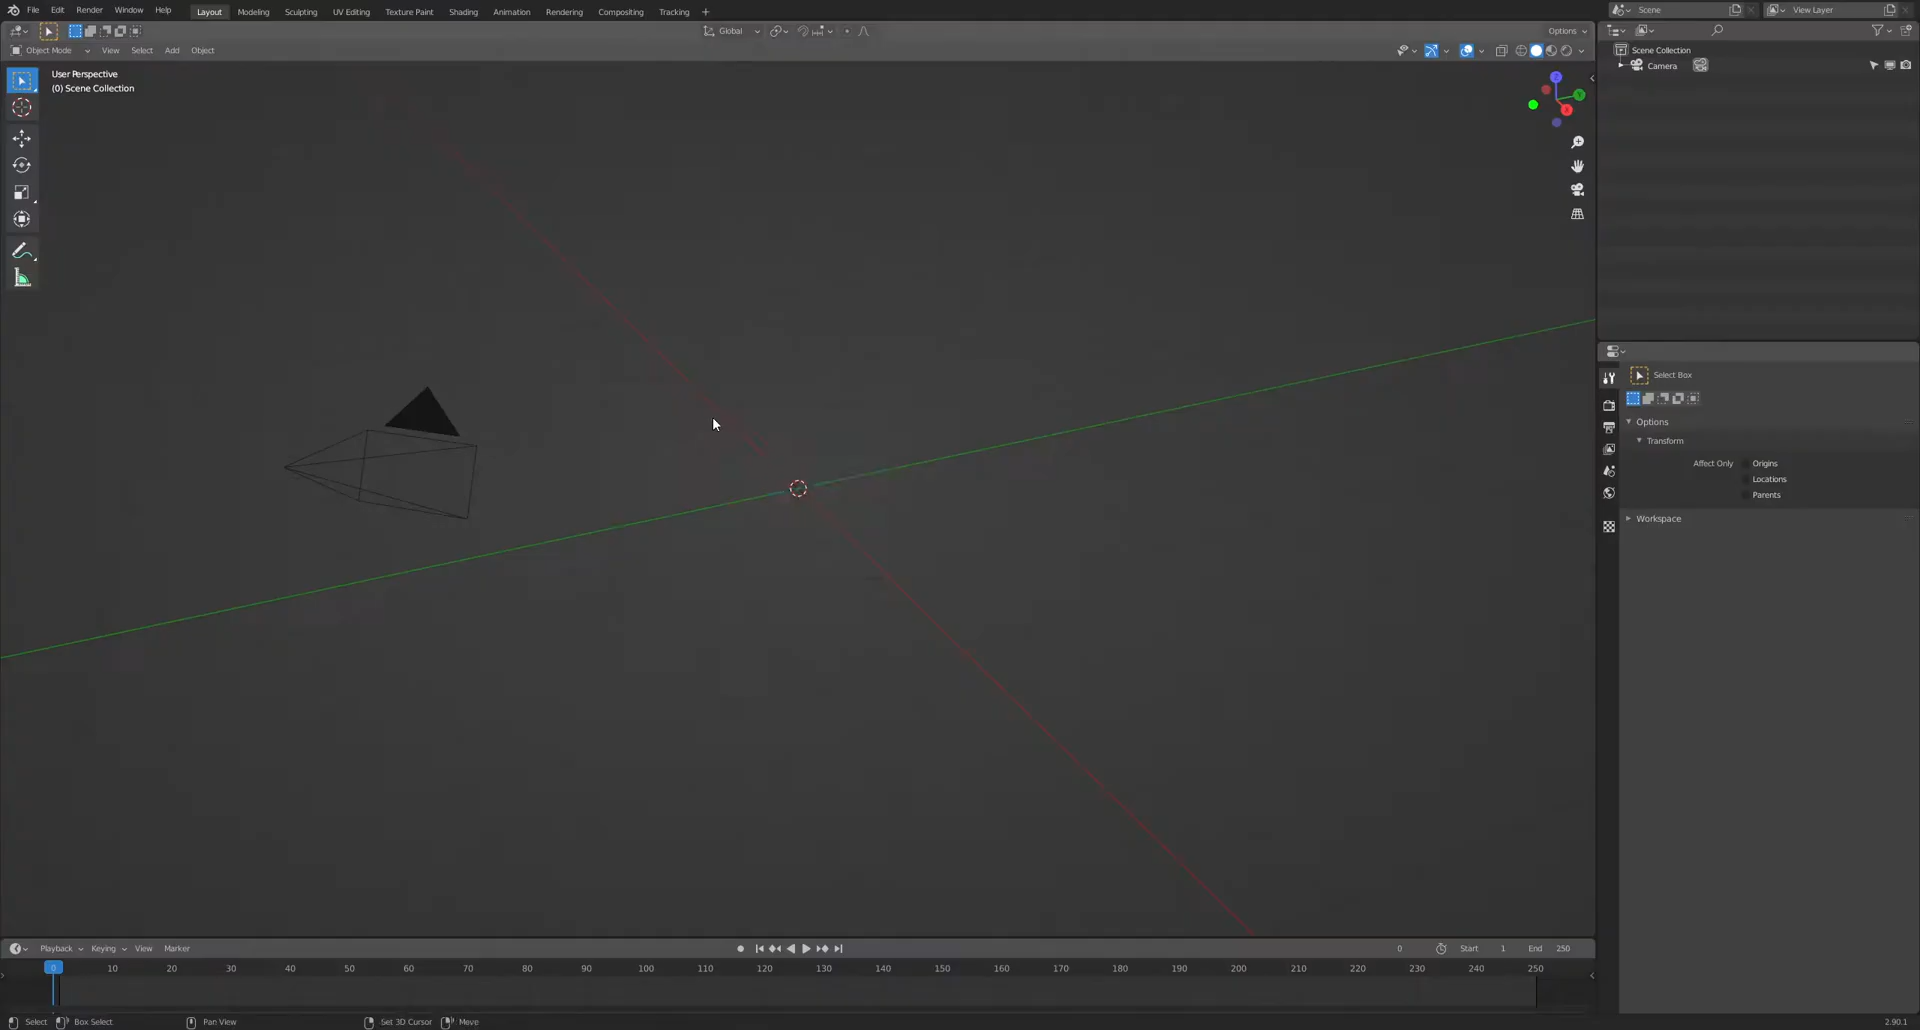 File Edit Render Window Help Layout Modeling Sculpting UV Editing Texture Paint Shading Animation Rendering Compositing Tracking + Scene View Layer
Global Options
Object Mode View Select Add Object
Scene Collection
Camera
User Perspective
(0) Scene Collection
Z
Y
X
Select Box
Options
Transform
Affect Only Origins
Locations
Parents
Workspace
Playback Keying View Marker 0 Start 1 End 250
0 10 20 30 40 50 60 70 80 90 100 110 120 130 140 150 160 170 180 190 200 210 220 230 240 250
Select Box Select Pan View Set 3D Cursor Move 2.90.1